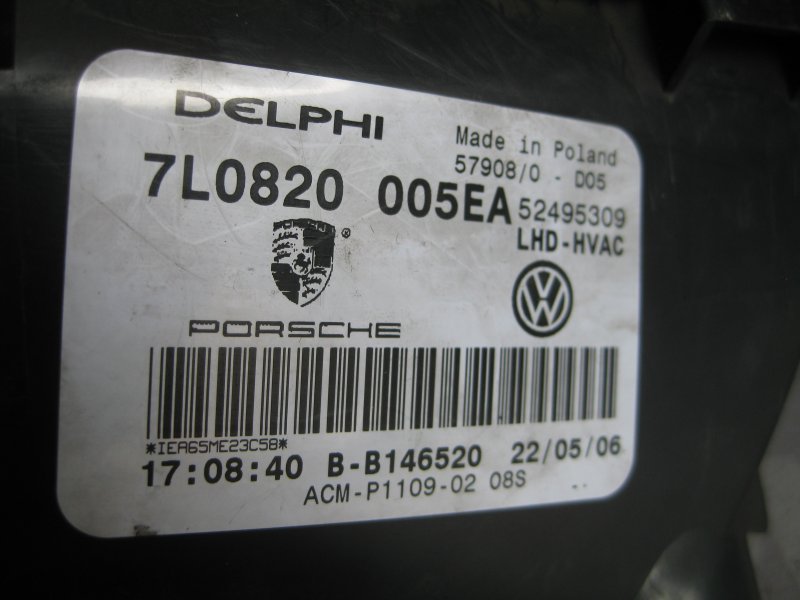 DELPHI
Made in Poland
57908/0 - D05
7L0820 005EA 52495309
LHD-HVAC
PORSCHE
*IEA65ME23C58*
17:08:40 B-B146520 22/05/06
ACM-P1109-02 08S